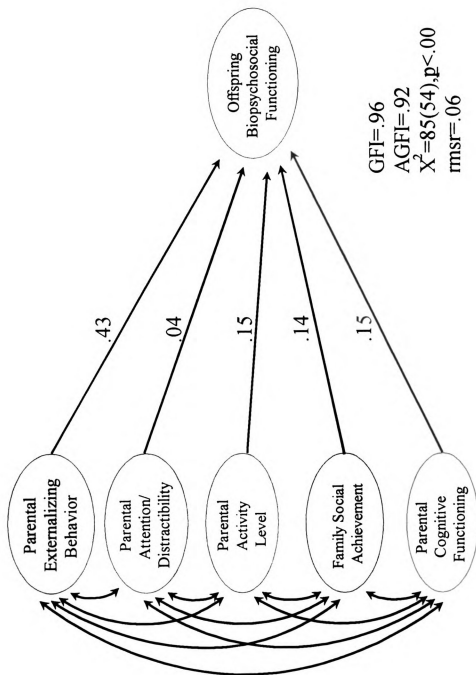 Parental
Externalizing
Behavior
Parental
Attention/
Distractibility
Parental
Activity
Level
Family Social
Achievement
Parental
Cognitive
Functioning
.43
.04
.15
.14
.15
Offspring
Biopsychosocial
Functioning
GFI=.96
AGFI=.92
X²=85(54),p<.00
rmsr=.06